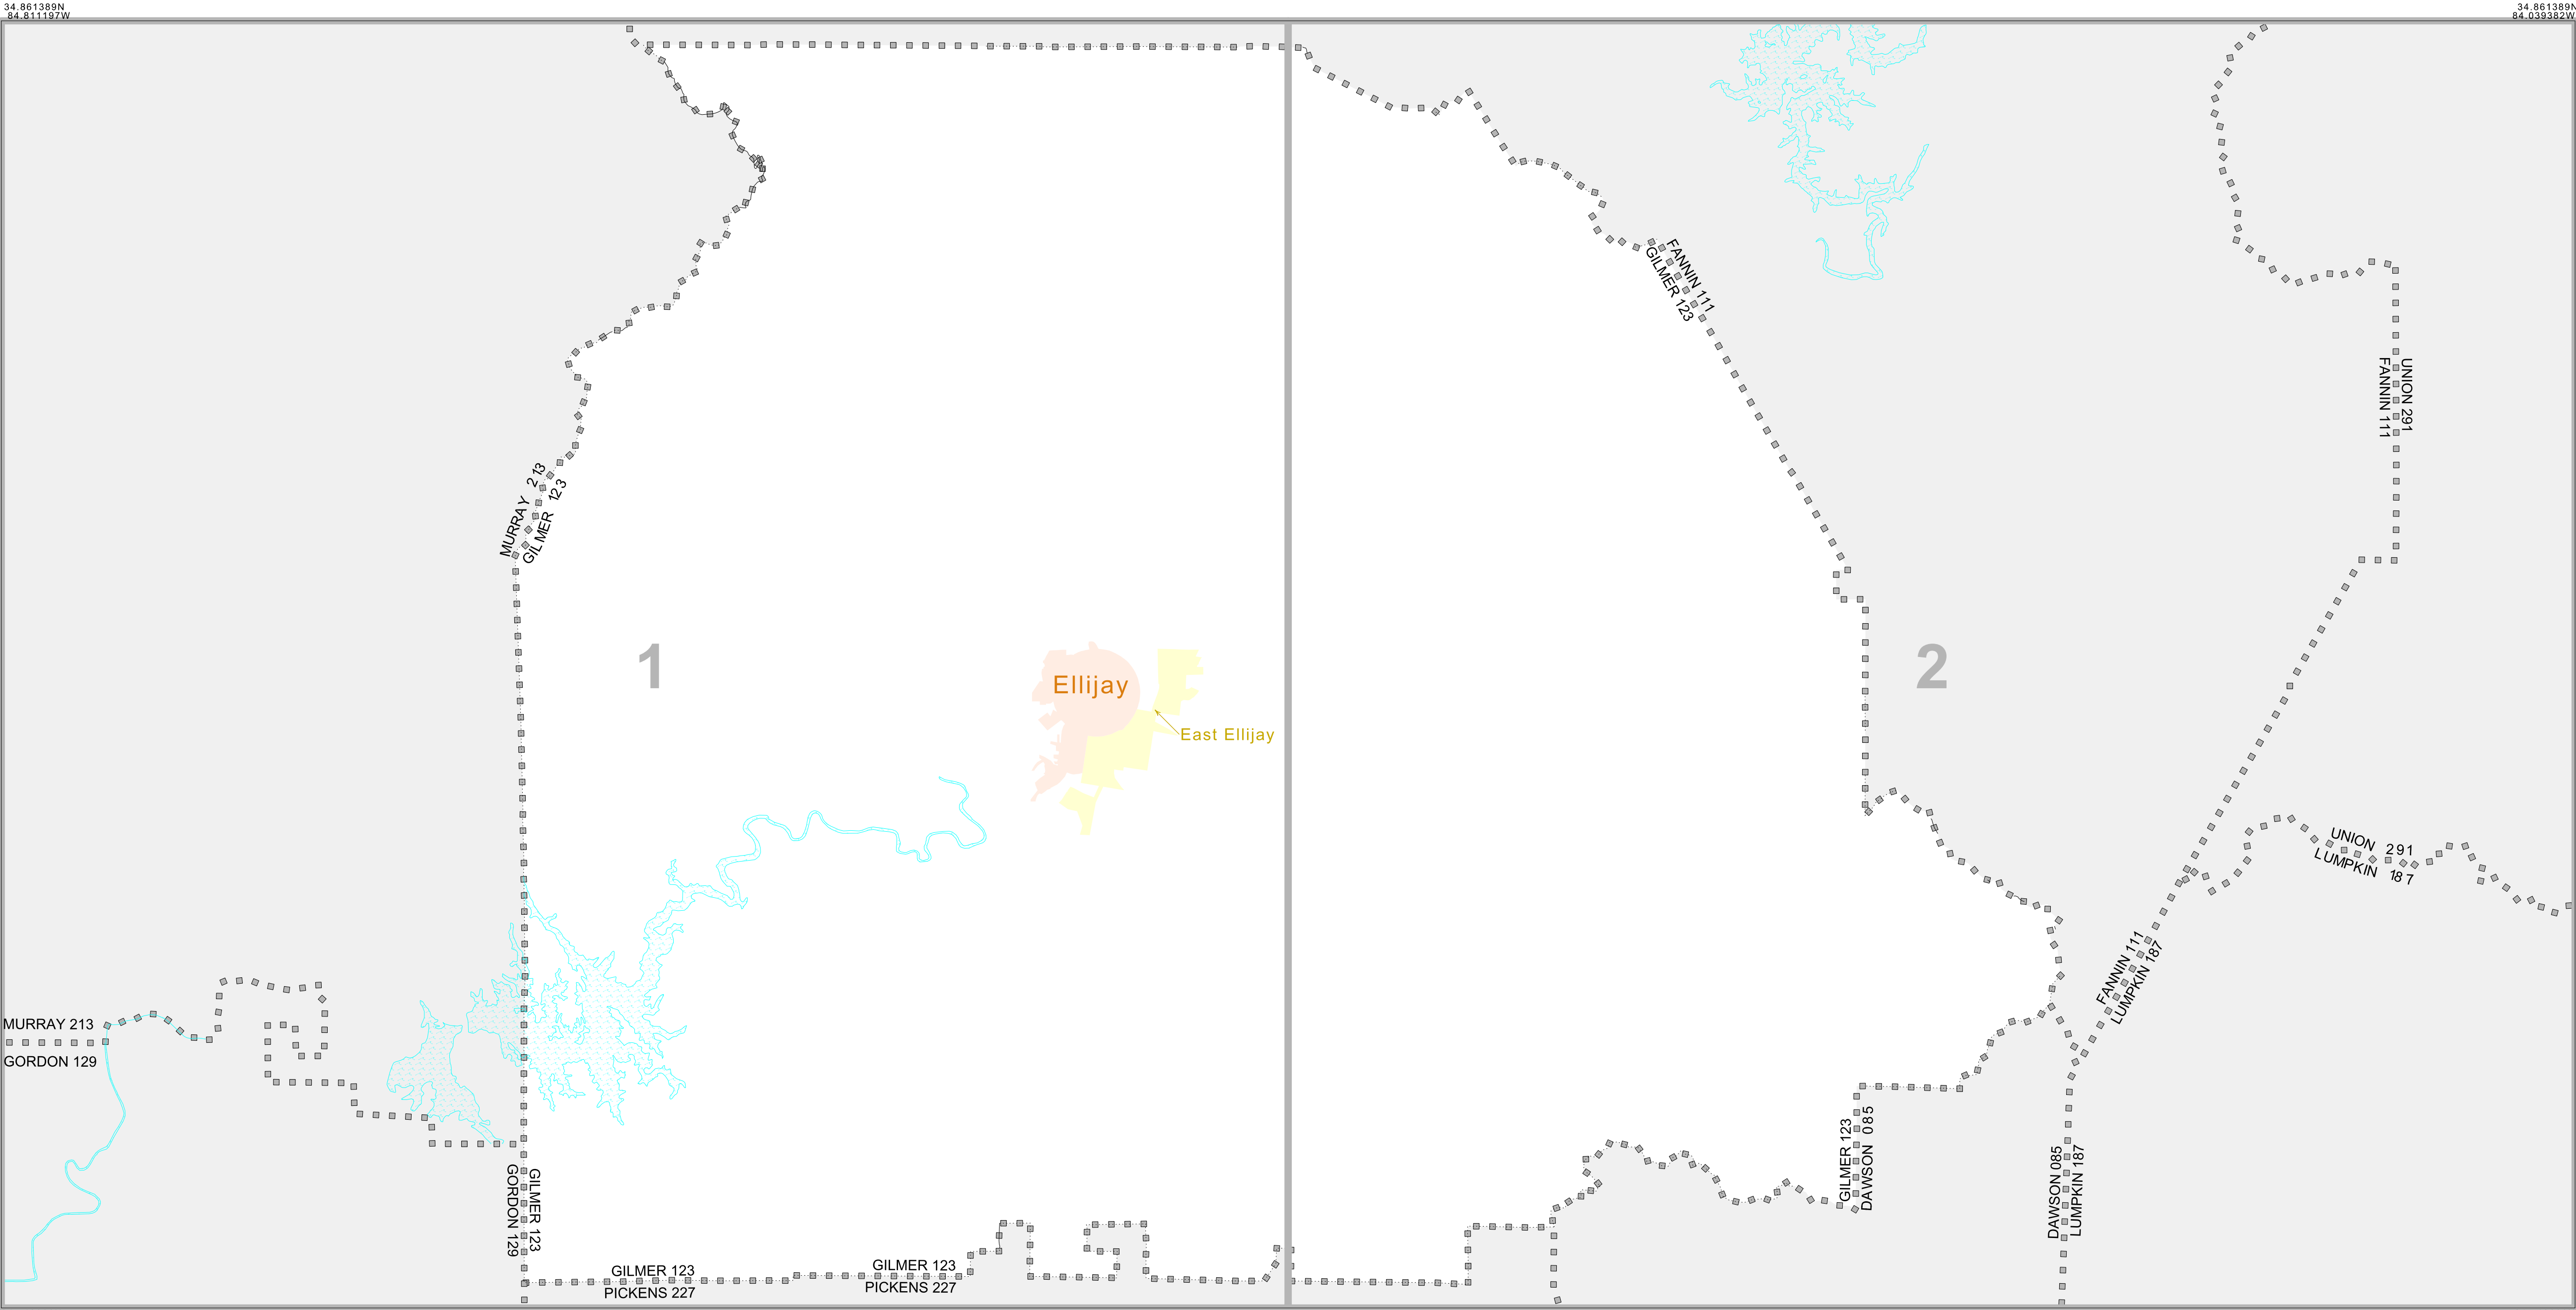 34.861389N
84.811197W
34.861389N
84.039382W
FANNIN 111
GILMER 123
UNION 291
FANNIN 111
MURRAY 213
GILMER 123
1
2
Ellijay
East Ellijay
UNION 291
LUMPKIN 187
FANNIN 111
LUMPKIN 187
MURRAY 213
GORDON 129
GILMER 123
DAWSON 085
DAWSON 085
LUMPKIN 187
GORDON 129
GILMER 123
GILMER 123
PICKENS 227
GILMER 123
PICKENS 227